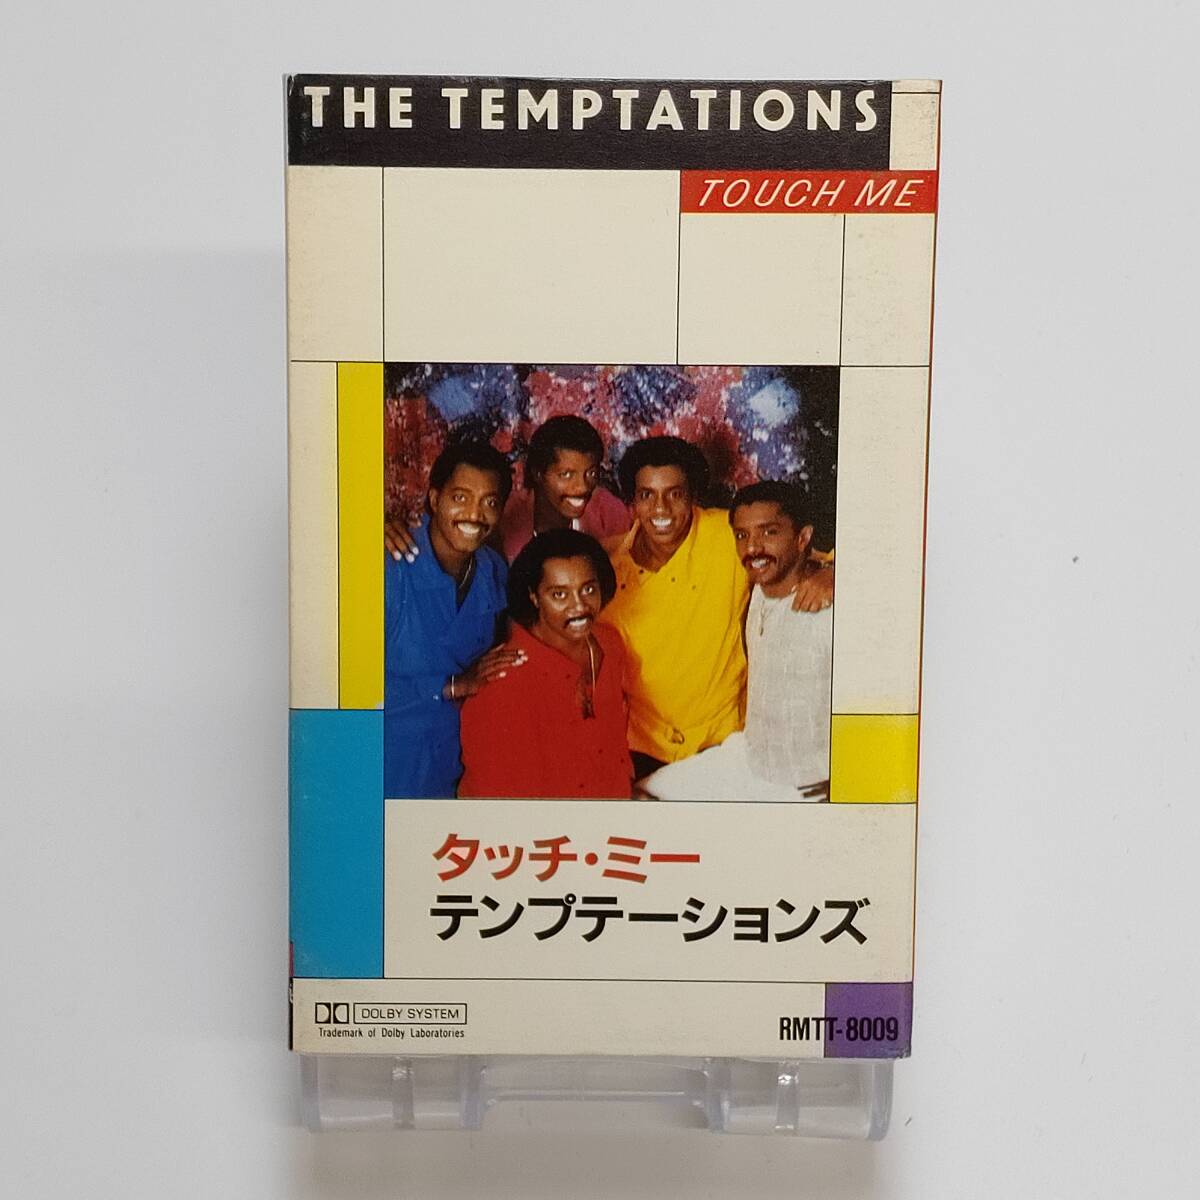 THE TEMPTATIONS
TOUCH ME
タッチ・ミー
テンプテーションズ
DOLBY SYSTEM
Trademark of Dolby Laboratories
RMTT-8009